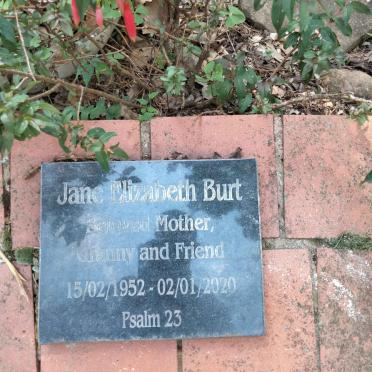 Jane Elizabeth Burt
Beloved Mother,
Granny and Friend
15/02/1952 - 02/01/2020
Psalm 23